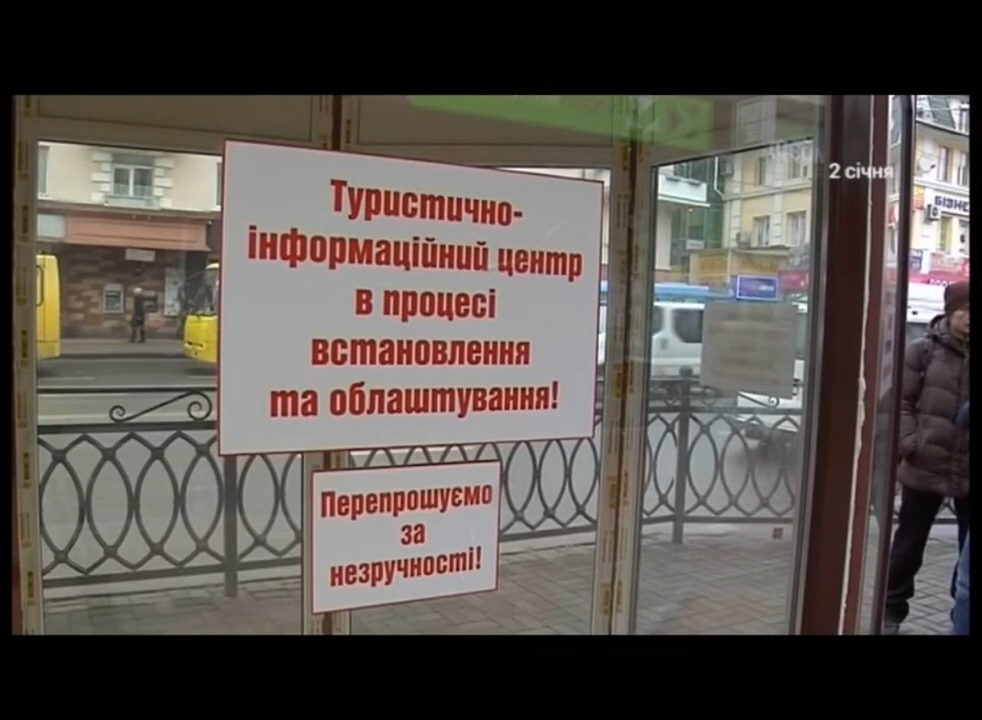 Туристично-
інформаційний центр
в процесі
встановлення
та облаштування!
Перепрошуємо
за
незручності!
2 січня